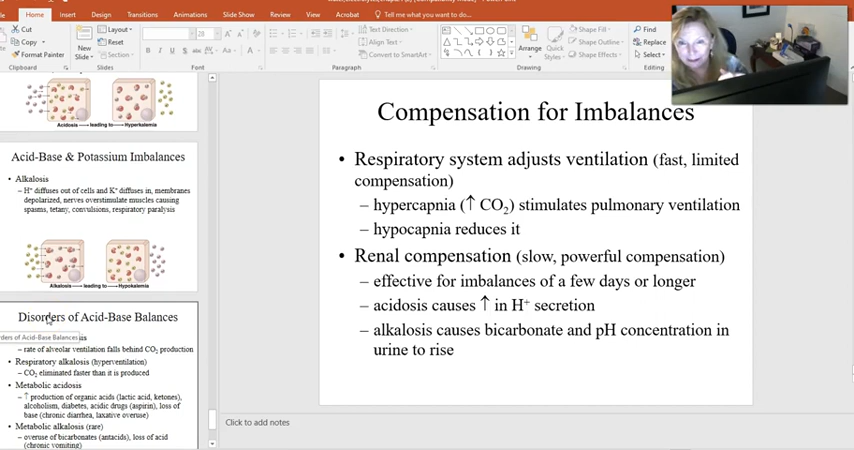 Home Insert Design Transitions Animations Slide Show Review View Acrobat Tell me what you want to do...
Cut
Copy
Format Painter
Clipboard
New
Slide
Layout
Reset
Section
Slides
28
Font
Text Direction
Align Text
Convert to SmartArt
Paragraph
Arrange
Quick
Styles
Shape Fill
Shape Outline
Shape Effects
Drawing
Find
Replace
Select
Editing
Acidosis leading to Hyperkalemia
Acid-Base & Potassium Imbalances
• Alkalosis
– H+ diffuses out of cells and K+ diffuses in, membranes
depolarized, nerves overstimulate muscles causing
spasms, tetany, convulsions, respiratory paralysis
Alkalosis leading to Hypokalemia
Disorders of Acid-Base Balances
rders of Acid-Base Balances
– rate of alveolar ventilation falls behind CO2 production
• Respiratory alkalosis (hyperventilation)
– CO2 eliminated faster than it is produced
• Metabolic acidosis
– ↑ production of organic acids (lactic acid, ketones),
alcoholism, diabetes, acidic drugs (aspirin), loss of
base (chronic diarrhea, laxative overuse)
• Metabolic alkalosis (rare)
– overuse of bicarbonates (antacids), loss of acid
(chronic vomiting)
Compensation for Imbalances
• Respiratory system adjusts ventilation (fast, limited
compensation)
– hypercapnia (↑ CO2) stimulates pulmonary ventilation
– hypocapnia reduces it
• Renal compensation (slow, powerful compensation)
– effective for imbalances of a few days or longer
– acidosis causes ↑ in H+ secretion
– alkalosis causes bicarbonate and pH concentration in
urine to rise
Click to add notes